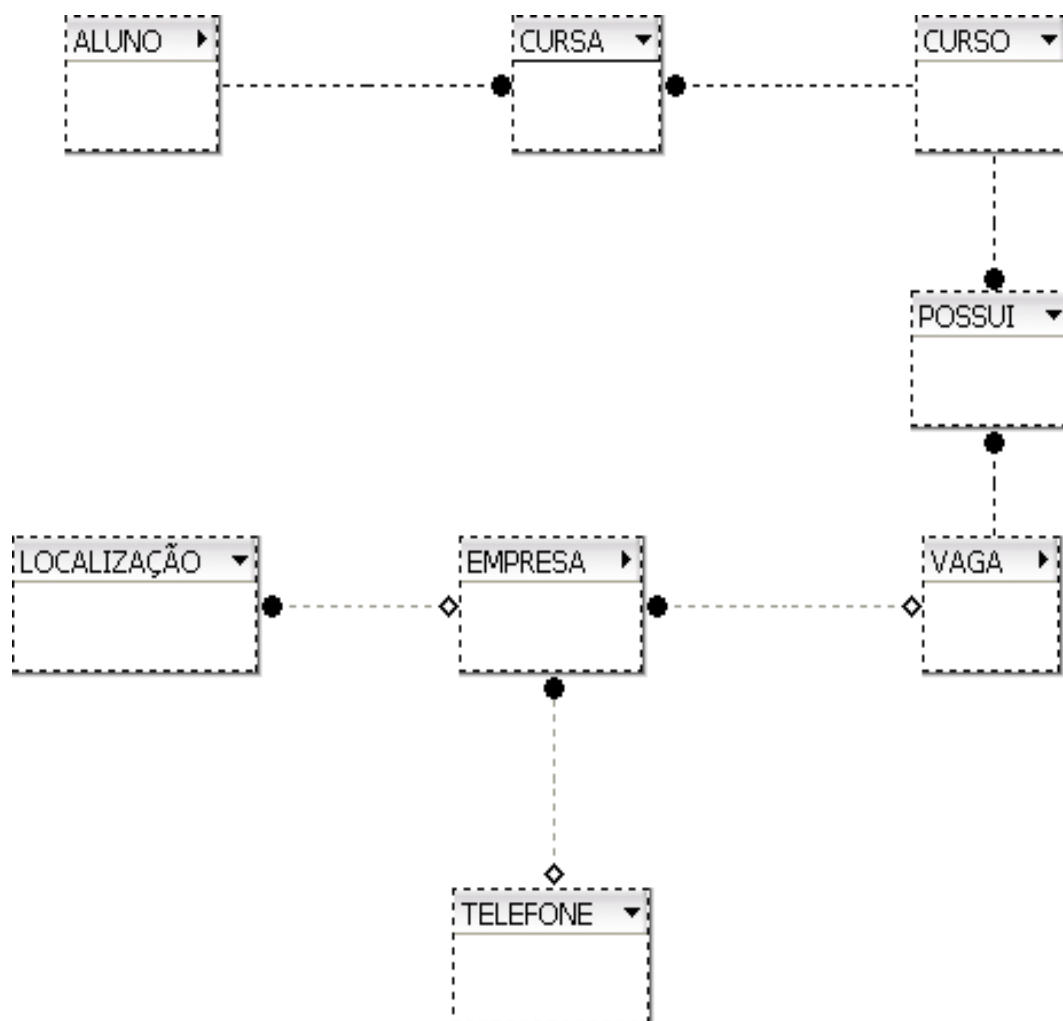 ALUNO
CURSA
CURSO
POSSUI
LOCALIZAÇÃO
EMPRESA
VAGA
TELEFONE